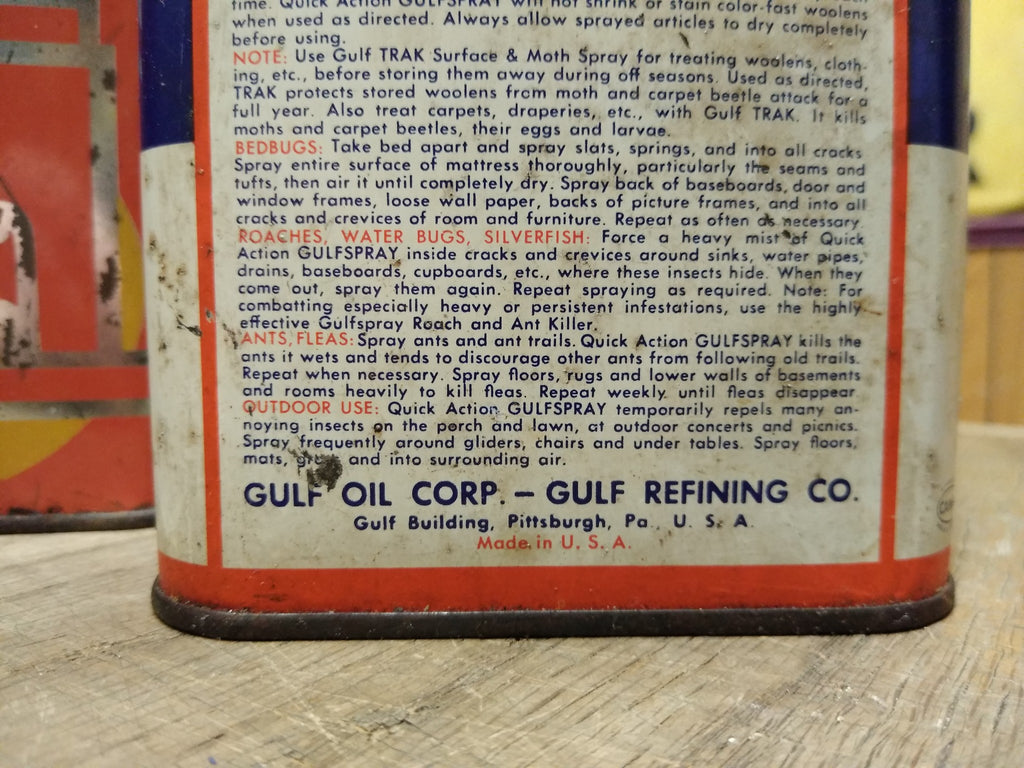 time. Quick Action GULFSPRAY will not shrink or stain color-fast woolens
when used as directed. Always allow sprayed articles to dry completely
before using.
NOTE: Use Gulf TRAK Surface & Moth Spray for treating woolens, cloth-
ing, etc., before storing them away during off seasons. Used as directed,
TRAK protects stored woolens from moth and carpet beetle attack for a
full year. Also treat carpets, draperies, etc., with Gulf TRAK. It kills
moths and carpet beetles, their eggs and larvae.
BEDBUGS: Take bed apart and spray slats, springs, and into all cracks
Spray entire surface of mattress thoroughly, particularly the seams and
tufts, then air it until completely dry. Spray back of baseboards, door and
window frames, loose wall paper, backs of picture frames, and into all
cracks and crevices of room and furniture. Repeat as often as necessary.
ROACHES, WATER BUGS, SILVERFISH: Force a heavy mist of Quick
Action GULFSPRAY inside cracks and crevices around sinks, water pipes,
drains, baseboards, cupboards, etc., where these insects hide. When they
come out, spray them again. Repeat spraying as required. Note: For
combatting especially heavy or persistent infestations, use the highly
effective Gulfspray Roach and Ant Killer.
ANTS, FLEAS: Spray ants and ant trails. Quick Action GULFSPRAY kills the
ants it wets and tends to discourage other ants from following old trails.
Repeat when necessary. Spray floors, rugs and lower walls of basements
and rooms heavily to kill fleas. Repeat weekly until fleas disappear.
OUTDOOR USE: Quick Action GULFSPRAY temporarily repels many an-
noying insects on the porch and lawn, at outdoor concerts and picnics.
Spray frequently around gliders, chairs and under tables. Spray floors,
mats, and into surrounding air.
GULF OIL CORP. – GULF REFINING CO.
Gulf Building, Pittsburgh, Pa., U. S. A.
Made in U. S. A.